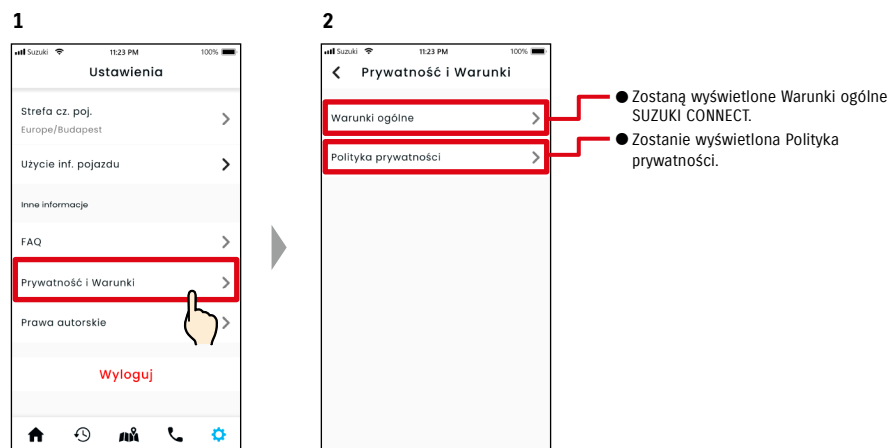 1
Suzuki 11:23 PM 100%
Ustawienia
Strefa cz. poj.
Europe/Budapest
Użycie inf. pojazdu
Inne informacje
FAQ
Prywatność i Warunki
Prawa autorskie
Wyloguj
2
Suzuki 11:23 PM 100%
Prywatność i Warunki
Warunki ogólne
Polityka prywatności
● Zostaną wyświetlone Warunki ogólne
SUZUKI CONNECT.
● Zostanie wyświetlona Polityka
prywatności.